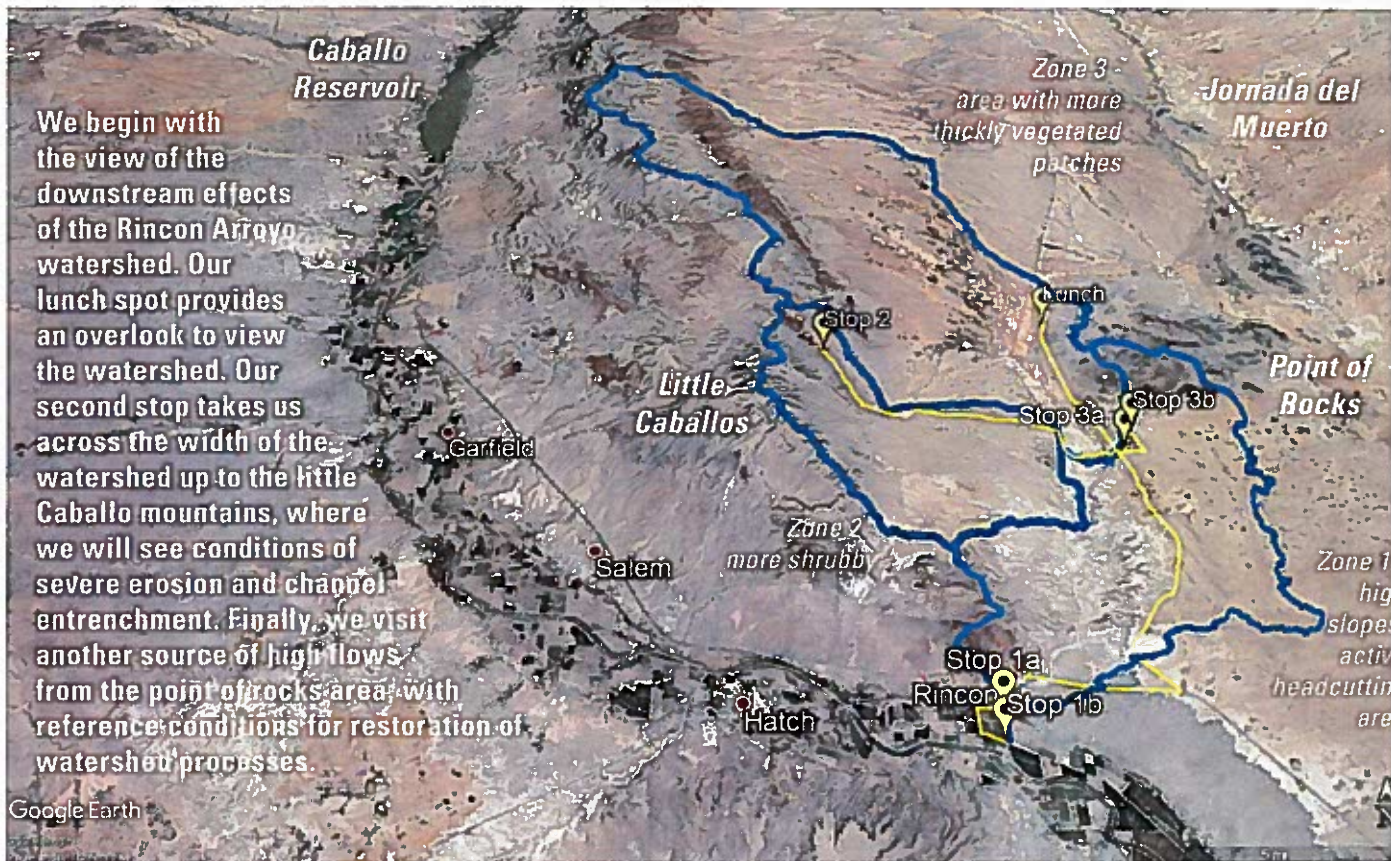 Caballo
Reservoir
Zone 3 -
area with more
thickly vegetated
patches
Jornada del
Muerto
We begin with
the view of the
downstream effects
of the Rincon Arroyo
watershed. Our
lunch spot provides
an overlook to view
the watershed. Our
second stop takes us
across the width of the
watershed up to the little
Caballo mountains, where
we will see conditions of
severe erosion and channel
entrenchment. Finally, we visit
another source of high flows
from the point of rocks area, with
reference conditions for restoration of
watershed processes.
Lunch
Stop 2
Little
Caballos
Point of
Rocks
Stop 3a
Stop 3b
Garfield
Zone 2
more shrubby
Salem
Zone 1
hig
slopes
activ
headcuttin
are
Stop 1a
Rincon
Stop 1b
Hatch
Google Earth